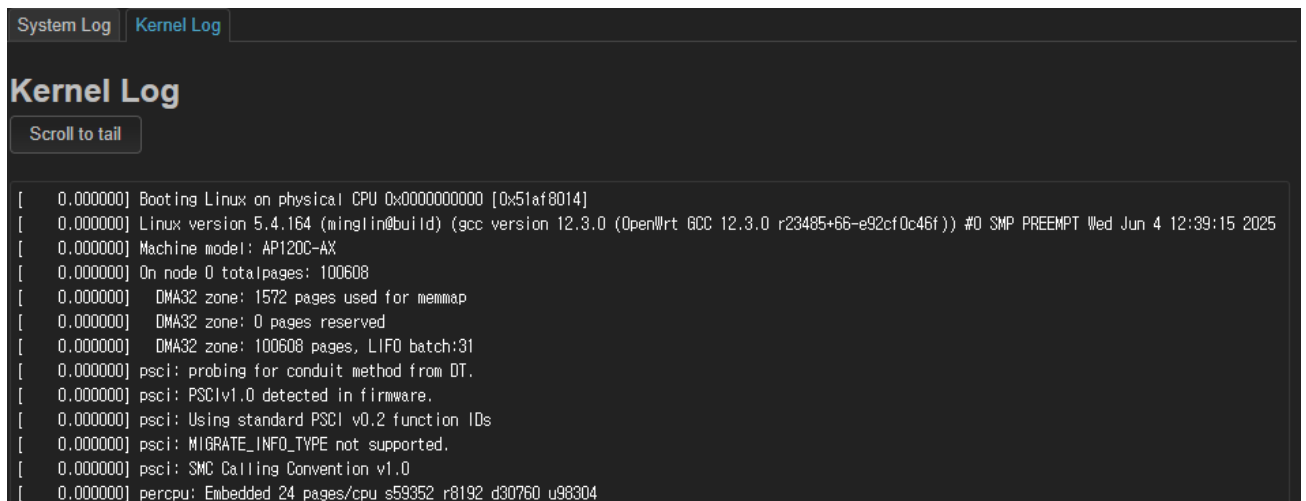 System Log
Kernel Log
Kernel Log
Scroll to tail
[    0.000000] Booting Linux on physical CPU 0x0000000000 [0x51af8014]
[    0.000000] Linux version 5.4.164 (minglin@build) (gcc version 12.3.0 (OpenWrt GCC 12.3.0 r23485+66-e92cf0c46f)) #0 SMP PREEMPT Wed Jun 4 12:39:15 2025
[    0.000000] Machine model: AP120C-AX
[    0.000000] On node 0 totalpages: 100608
[    0.000000]   DMA32 zone: 1572 pages used for memmap
[    0.000000]   DMA32 zone: 0 pages reserved
[    0.000000]   DMA32 zone: 100608 pages, LIFO batch:31
[    0.000000] psci: probing for conduit method from DT.
[    0.000000] psci: PSCIv1.0 detected in firmware.
[    0.000000] psci: Using standard PSCI v0.2 function IDs
[    0.000000] psci: MIGRATE_INFO_TYPE not supported.
[    0.000000] psci: SMC Calling Convention v1.0
[    0.000000] percpu: Embedded 24 pages/cpu s59352 r8192 d30760 u98304